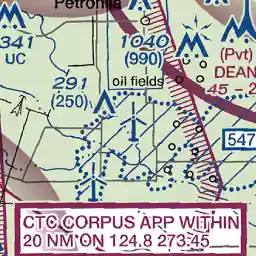 Petronila
341
UC
1040
(990)
(Pvt)
DEAN
45 - 2
291
(250)
oil fields
547
CTC CORPUS APP WITHIN
20 NM ON 124.8 273.45